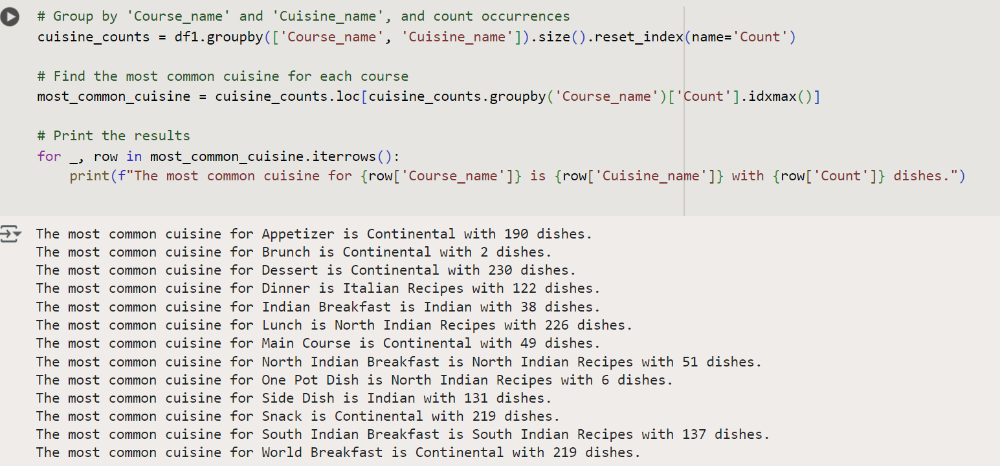 # Group by 'Course_name' and 'Cuisine_name', and count occurrences
cuisine_counts = df1.groupby(['Course_name', 'Cuisine_name']).size().reset_index(name='Count')
# Find the most common cuisine for each course
most_common_cuisine = cuisine_counts.loc[cuisine_counts.groupby('Course_name')['Count'].idxmax()]
# Print the results
for _, row in most_common_cuisine.iterrows():
    print(f"The most common cuisine for {row['Course_name']} is {row['Cuisine_name']} with {row['Count']} dishes.")
The most common cuisine for Appetizer is Continental with 190 dishes.
The most common cuisine for Brunch is Continental with 2 dishes.
The most common cuisine for Dessert is Continental with 230 dishes.
The most common cuisine for Dinner is Italian Recipes with 122 dishes.
The most common cuisine for Indian Breakfast is Indian with 38 dishes.
The most common cuisine for Lunch is North Indian Recipes with 226 dishes.
The most common cuisine for Main Course is Continental with 49 dishes.
The most common cuisine for North Indian Breakfast is North Indian Recipes with 51 dishes.
The most common cuisine for One Pot Dish is North Indian Recipes with 6 dishes.
The most common cuisine for Side Dish is Indian with 131 dishes.
The most common cuisine for Snack is Continental with 219 dishes.
The most common cuisine for South Indian Breakfast is South Indian Recipes with 137 dishes.
The most common cuisine for World Breakfast is Continental with 219 dishes.